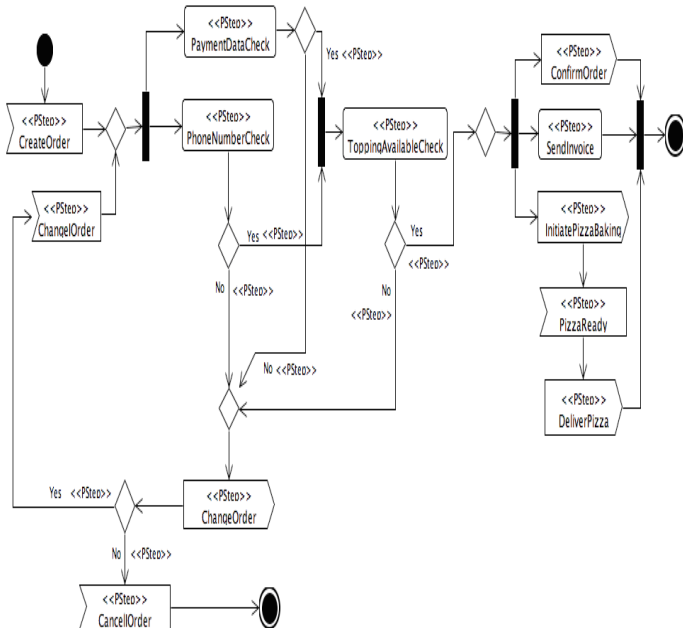 <<PStep>>
PaymentDataCheck
Yes <<PStep>>
<<PStep>>
ConfirmOrder
<<PStep>>
CreateOrder
<<PStep>>
PhoneNumberCheck
<<PStep>>
ToppingAvailableCheck
<<PStep>>
SendInvoice
<<PStep>>
ChangelOrder
Yes <<PStep>>
Yes
<<PStep>>
<<PStep>>
InitiatePizzaBaking
No <<PStep>>
No
<<PStep>>
<<PStep>>
PizzaReady
No <<PStep>>
<<PStep>>
DeliverPizza
Yes <<PStep>>
<<PStep>>
ChangeOrder
No <<PStep>>
<<PStep>>
CancellOrder